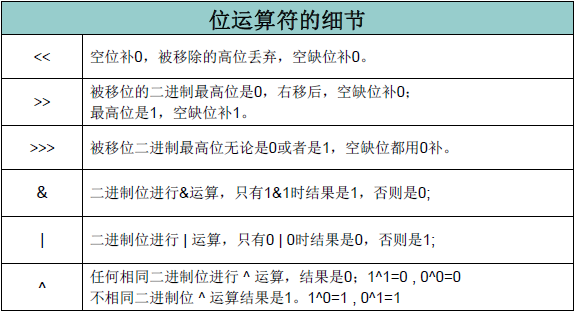 位运算符的细节
<< 空位补0，被移除的高位丢弃，空缺位补0。
>> 被移位的二进制最高位是0，右移后，空缺位补0；
最高位是1，空缺位补1。
>>> 被移位二进制最高位无论是0或者是1，空缺位都用0补。
& 二进制位进行&运算，只有1&1时结果是1，否则是0;
| 二进制位进行 | 运算，只有0 | 0时结果是0，否则是1;
^ 任何相同二进制位进行 ^ 运算，结果是0；1^1=0 , 0^0=0
不相同二进制位 ^ 运算结果是1。1^0=1 , 0^1=1